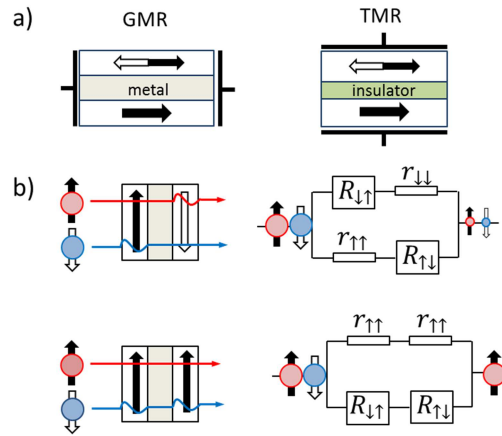 a)
GMR
TMR
metal
insulator
b)
R↓↑
r↓↓
r↑↑
R↑↓
r↑↑
r↑↑
R↓↑
R↑↓